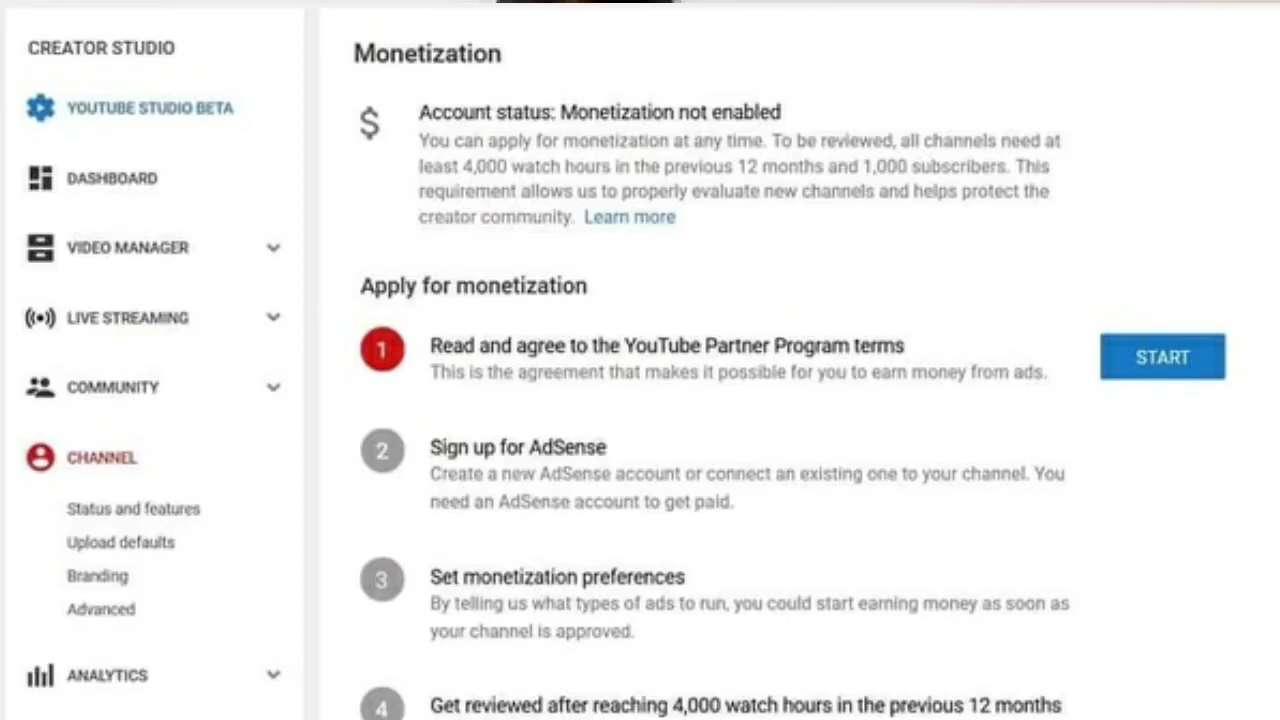 CREATOR STUDIO
YOUTUBE STUDIO BETA
DASHBOARD
VIDEO MANAGER
LIVE STREAMING
COMMUNITY
CHANNEL
Status and features
Upload defaults
Branding
Advanced
ANALYTICS
Monetization
$
Account status: Monetization not enabled
You can apply for monetization at any time. To be reviewed, all channels need at
least 4,000 watch hours in the previous 12 months and 1,000 subscribers. This
requirement allows us to properly evaluate new channels and helps protect the
creator community. Learn more
Apply for monetization
1
Read and agree to the YouTube Partner Program terms
This is the agreement that makes it possible for you to earn money from ads.
START
2
Sign up for AdSense
Create a new AdSense account or connect an existing one to your channel. You
need an AdSense account to get paid.
3
Set monetization preferences
By telling us what types of ads to run, you could start earning money as soon as
your channel is approved.
4
Get reviewed after reaching 4,000 watch hours in the previous 12 months